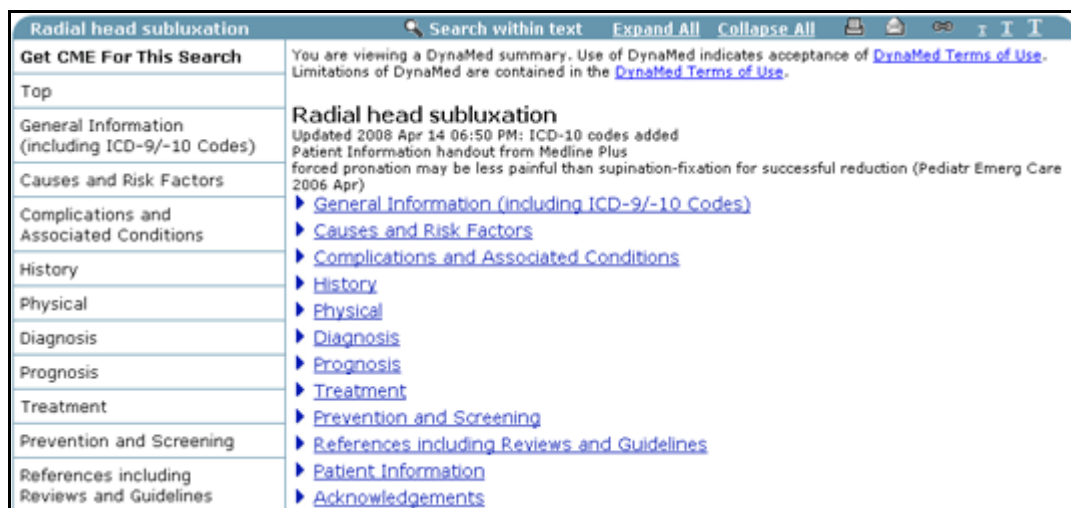 Radial head subluxation Search within text Expand All Collapse All T T T
Get CME For This Search
Top
General Information
(including ICD-9/-10 Codes)
Causes and Risk Factors
Complications and
Associated Conditions
History
Physical
Diagnosis
Prognosis
Treatment
Prevention and Screening
References including
Reviews and Guidelines
You are viewing a DynaMed summary. Use of DynaMed indicates acceptance of DynaMed Terms of Use.
Limitations of DynaMed are contained in the DynaMed Terms of Use.
Radial head subluxation
Updated 2008 Apr 14 06:50 PM: ICD-10 codes added
Patient Information handout from Medline Plus
forced pronation may be less painful than supination-fixation for successful reduction (Pediatr Emerg Care
2006 Apr)
General Information (including ICD-9/-10 Codes)
Causes and Risk Factors
Complications and Associated Conditions
History
Physical
Diagnosis
Prognosis
Treatment
Prevention and Screening
References including Reviews and Guidelines
Patient Information
Acknowledgements